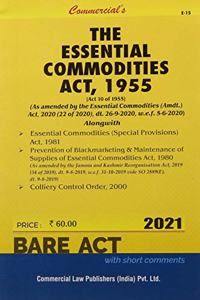 Commercial's
E-15
THE
ESSENTIAL
COMMODITIES
ACT, 1955
[Act 10 of 1955]
(As amended by the Essential Commodities (Amdt.)
Act, 2020 (22 of 2020), dt. 26-9-2020, w.e.f. 5-6-2020)
Alongwith
➢ Essential Commodities (Special Provisions)
Act, 1981
➢ Prevention of Blackmarketing & Maintenance of
Supplies of Essential Commodities Act, 1980
(As amended by the Jammu and Kashmir Reorganisation Act, 2019
(34 of 2019), dt. 9-8-2019, w.e.f. 31-10-2019 (vide SO 2889(E),
dt. 9-8-2019)
➢ Colliery Control Order, 2000
PRICE : ₹ 60.00
2021
BARE ACT
with short comments
Commercial Law Publishers (India) Pvt. Ltd.